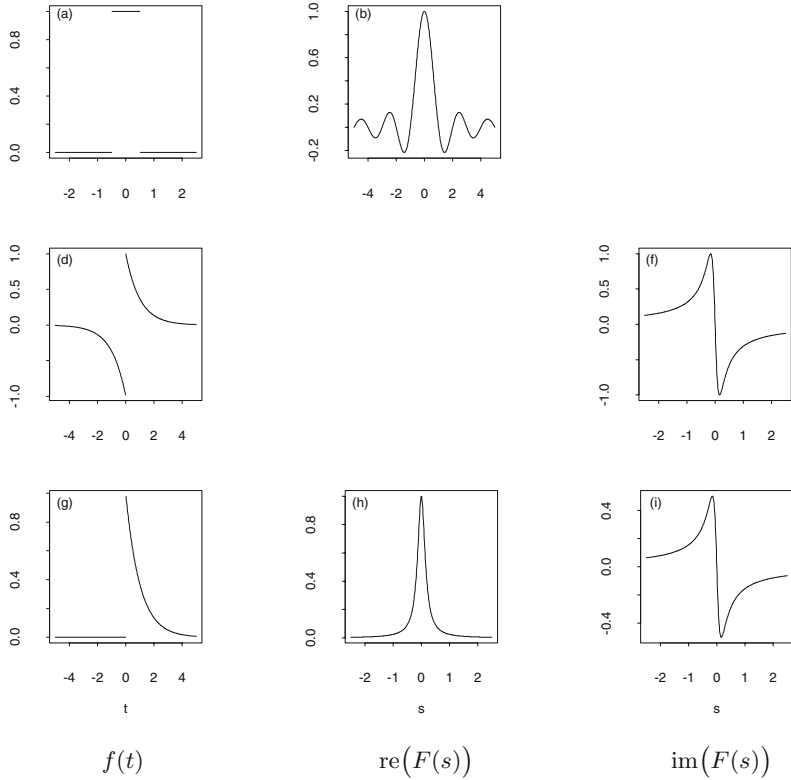 (a)
0.0 0.4 0.8
-2 -1 0 1 2
(b)
-0.2 0.2 0.6 1.0
-4 -2 0 2 4
(d)
-1.0 0.0 0.5 1.0
-4 -2 0 2 4
(f)
-1.0 0.0 0.5 1.0
-2 -1 0 1 2
(g)
0.0 0.4 0.8
-4 -2 0 2 4
t
(h)
0.0 0.4 0.8
-2 -1 0 1 2
s
(i)
-0.4 0.0 0.4
-2 -1 0 1 2
s
f(t) re(F(s)) im(F(s))